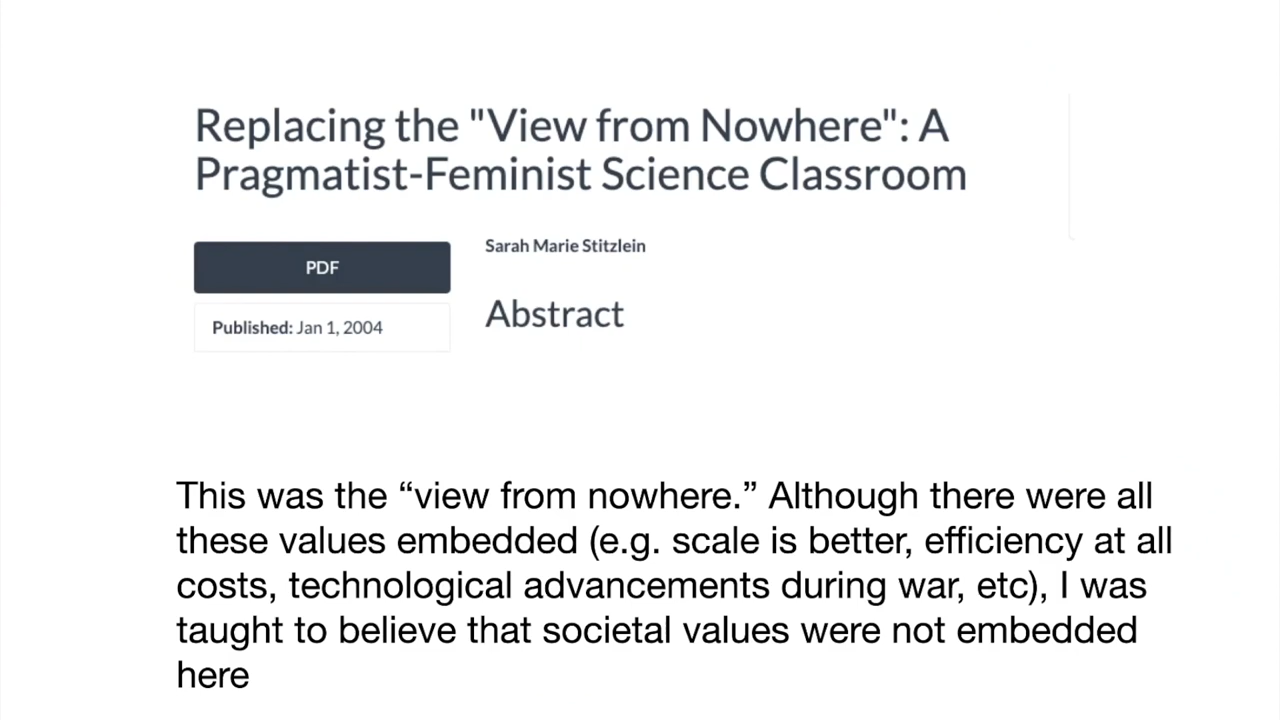 Replacing the "View from Nowhere": A
Pragmatist-Feminist Science Classroom
PDF
Sarah Marie Stitzlein
Published: Jan 1, 2004
Abstract
This was the “view from nowhere.” Although there were all
these values embedded (e.g. scale is better, efficiency at all
costs, technological advancements during war, etc), I was
taught to believe that societal values were not embedded
here